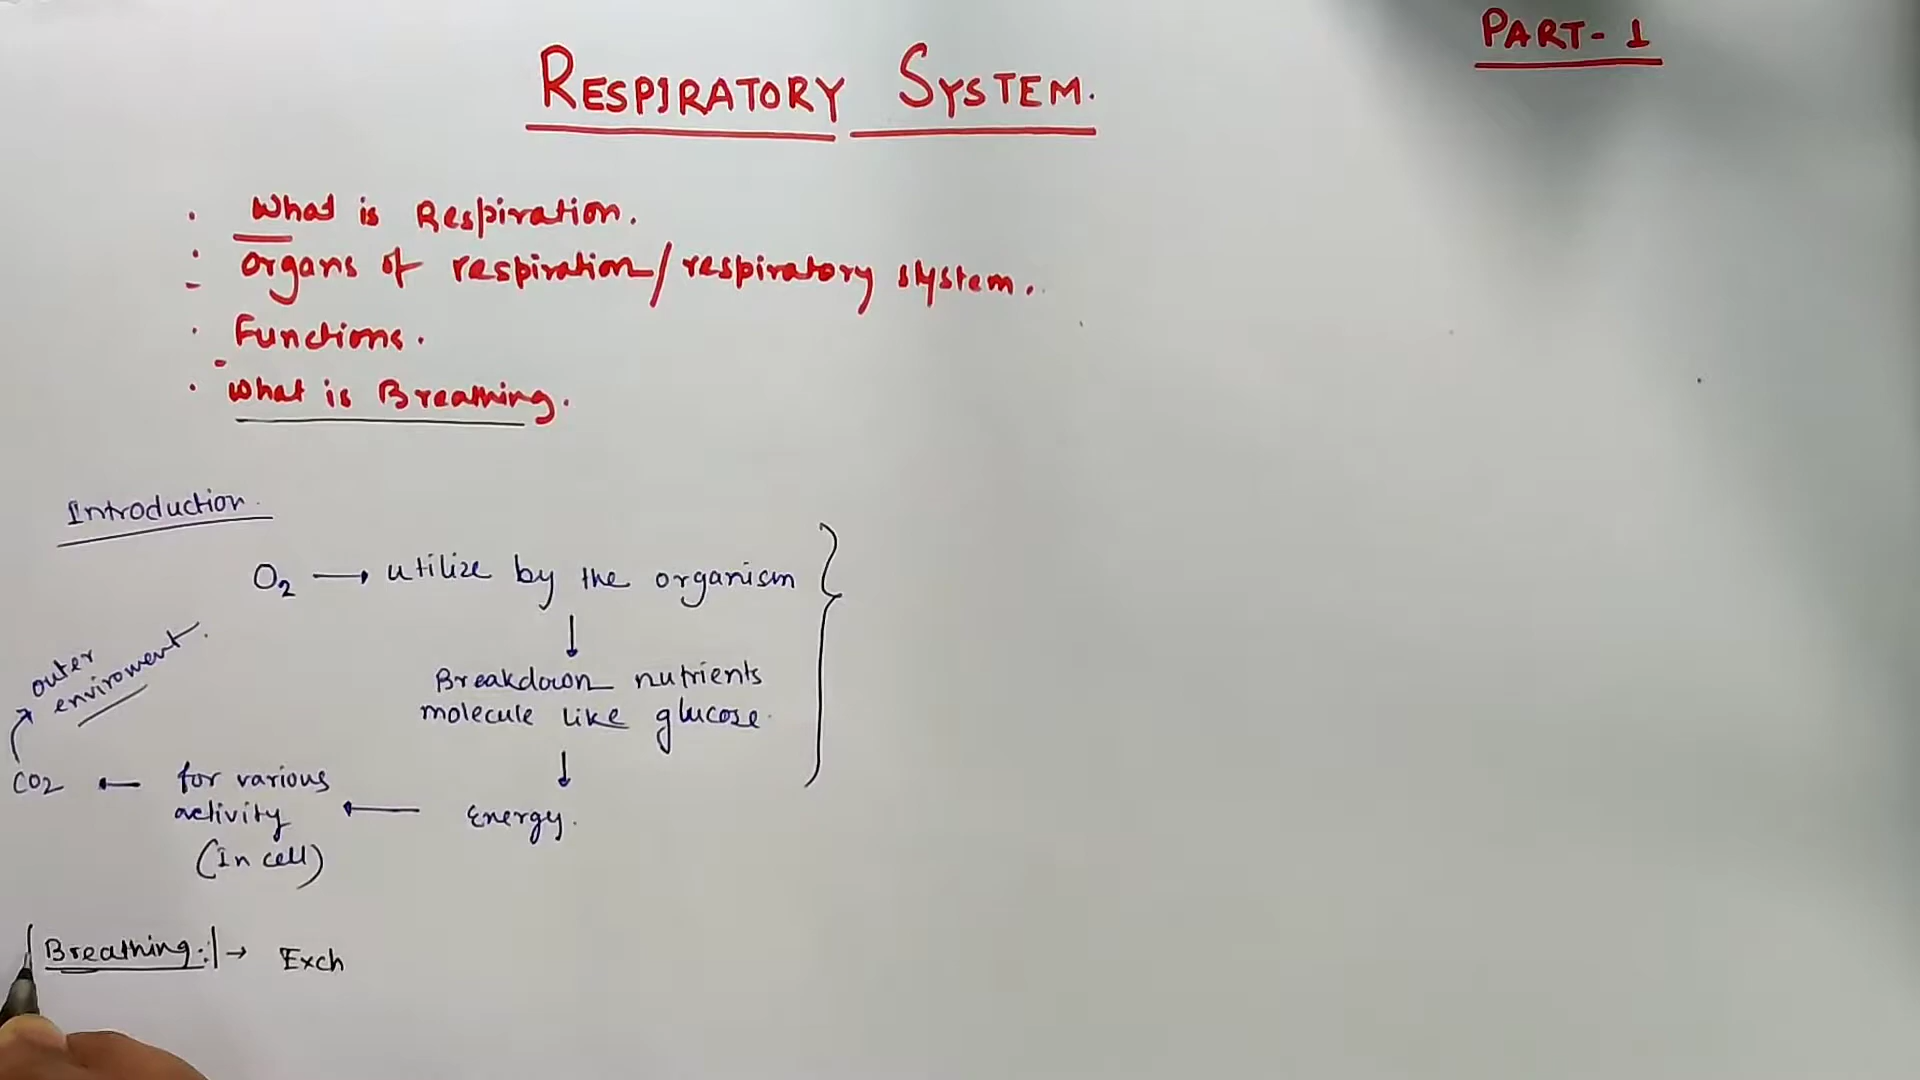 PART- 1
RESPIRATORY SYSTEM.
. What is Respiration.
. organs of respiration/respiratory system.
. Functions.
. What is Breathing.
Introduction.
O2 → utilize by the organism
↓
Breakdown nutrients
molecule like glucose.
↓
Energy.
←
for various
activity
(In cell)
←
CO2
outer
enviroment.
Breathing:→ Exch